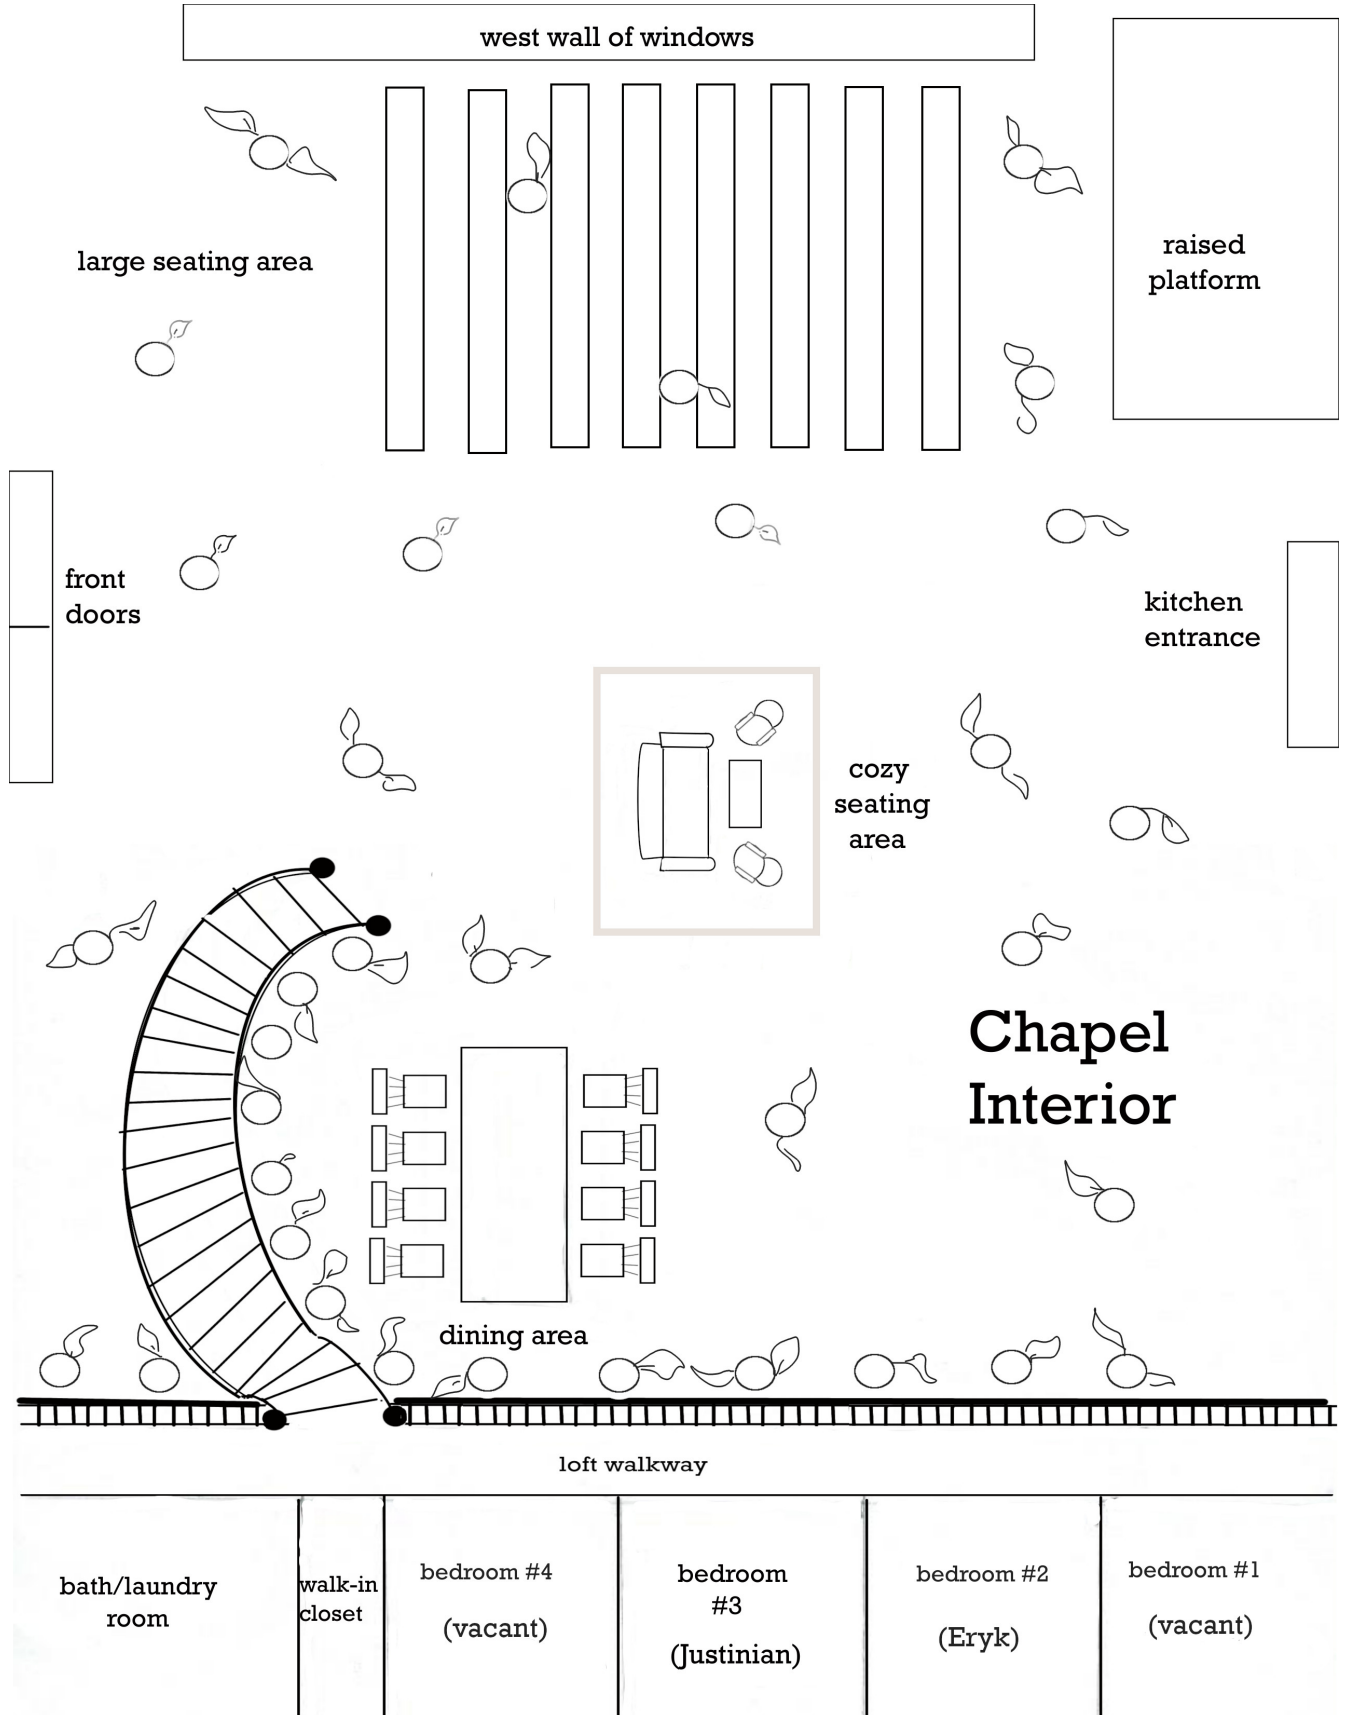 west wall of windows
large seating area
raised
platform
front
doors
kitchen
entrance
cozy
seating
area
Chapel
Interior
dining area
loft walkway
bath/laundry
room
walk-in
closet
bedroom #4
(vacant)
bedroom
#3
(Justinian)
bedroom #2
(Eryk)
bedroom #1
(vacant)